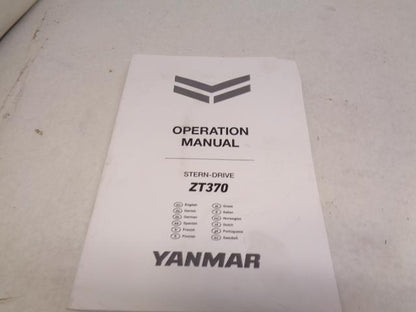 OPERATION
MANUAL
STERN-DRIVE
ZT370
English
Danish
German
Spanish
French
Finnish
Greek
Italian
Norwegian
Dutch
Portuguese
Swedish
YANMAR